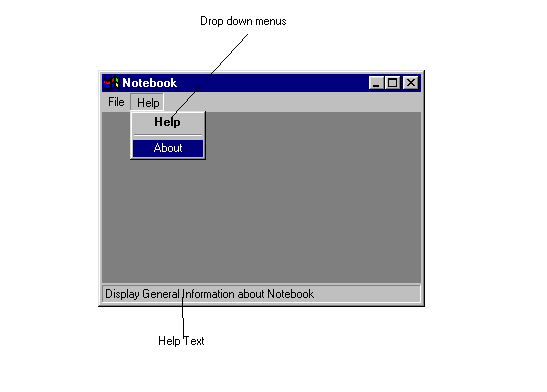 Drop down menus
Notebook
File Help
Help
About
Display General Information about Notebook
Help Text